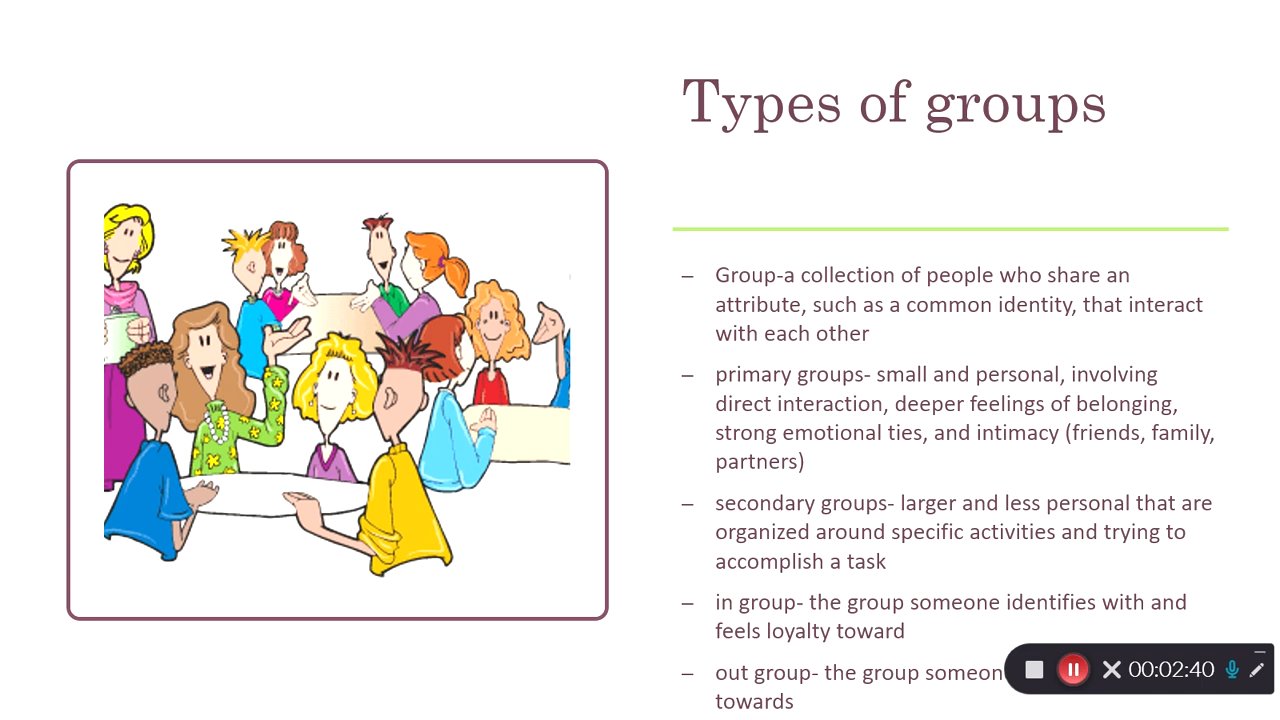 Types of groups
– Group-a collection of people who share an
attribute, such as a common identity, that interact
with each other
– primary groups- small and personal, involving
direct interaction, deeper feelings of belonging,
strong emotional ties, and intimacy (friends, family,
partners)
– secondary groups- larger and less personal that are
organized around specific activities and trying to
accomplish a task
– in group- the group someone identifies with and
feels loyalty toward
– out group- the group
towards
00:02:40